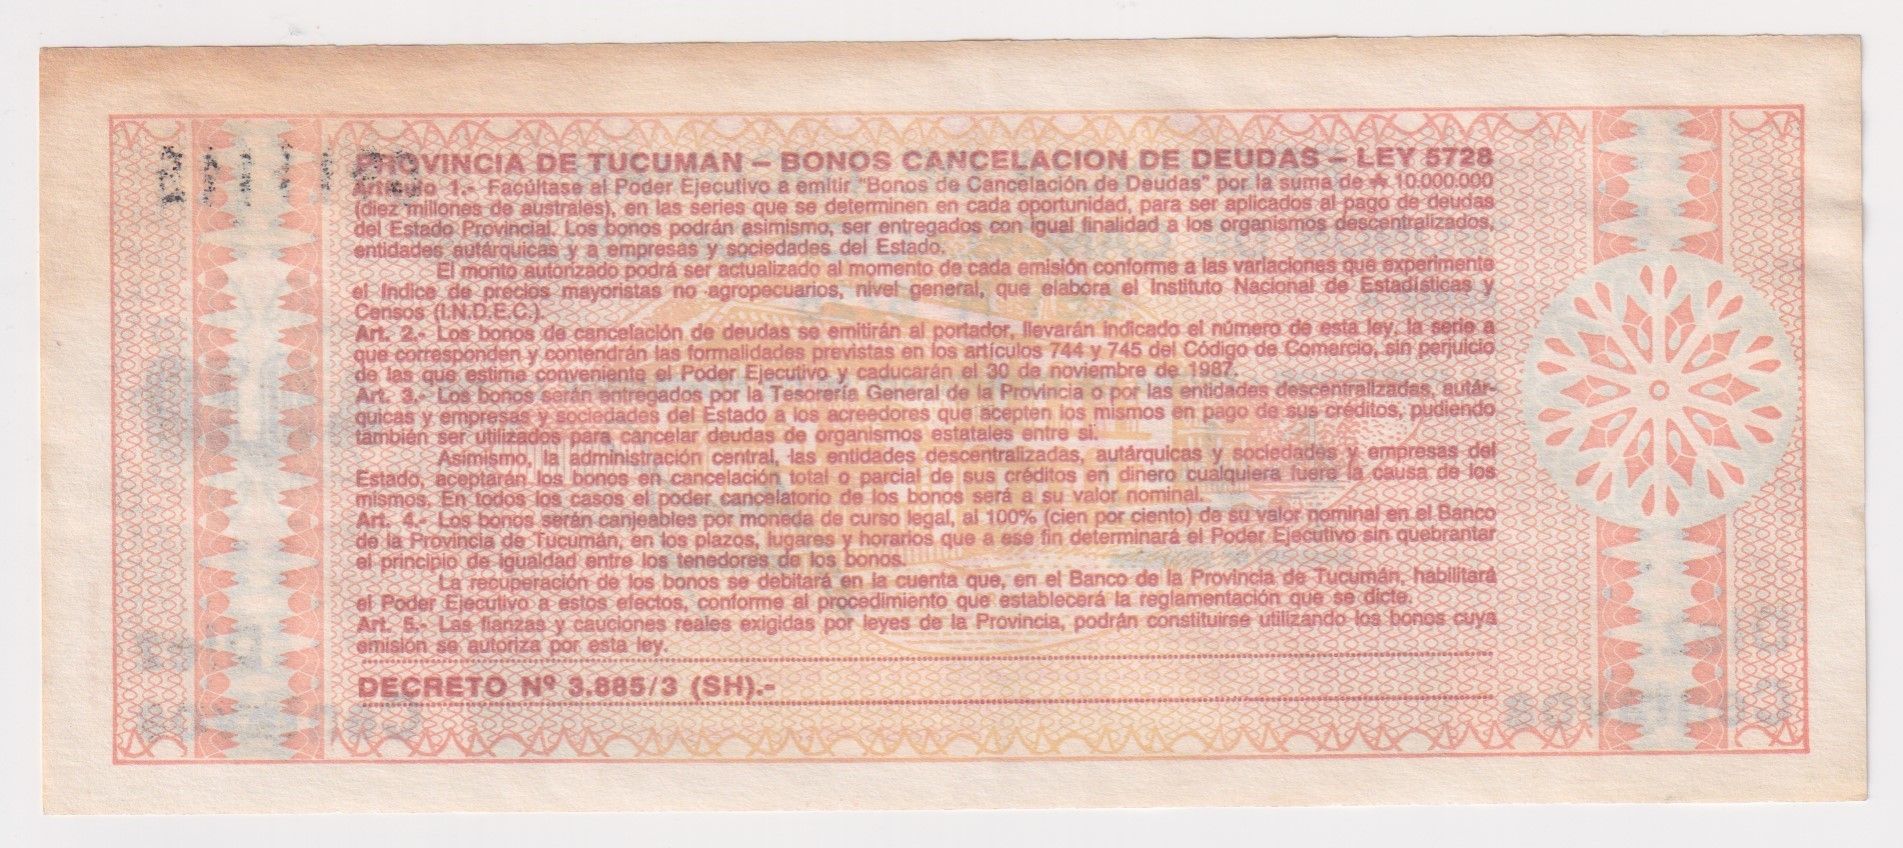 PROVINCIA DE TUCUMAN – BONOS CANCELACION DE DEUDAS – LEY 5728
Artículo 1.- Facúltase al Poder Ejecutivo a emitir "Bonos de Cancelación de Deudas" por la suma de ₳ 10.000.000
(diez millones de australes), en las series que se determinen en cada oportunidad, para ser aplicados al pago de deudas
del Estado Provincial. Los bonos podrán asimismo, ser entregados con igual finalidad a los organismos descentralizados,
entidades autárquicas y a empresas y sociedades del Estado.
El monto autorizado podrá ser actualizado al momento de cada emisión conforme a las variaciones que experimente
el índice de precios mayoristas no agropecuarios, nivel general, que elabora el Instituto Nacional de Estadísticas y
Censos (I.N.D.E.C.).
Art. 2.- Los bonos de cancelación de deudas se emitirán al portador, llevarán indicado el número de esta ley, la serie a
que corresponden y contendrán las formalidades previstas en los artículos 744 y 745 del Código de Comercio, sin perjuicio
de las que estime conveniente el Poder Ejecutivo y caducarán el 30 de noviembre de 1987.
Art. 3.- Los bonos serán entregados por la Tesorería General de la Provincia o por las entidades descentralizadas, autár-
quicas y empresas y sociedades del Estado a los acreedores que acepten los mismos en pago de sus créditos, pudiendo
también ser utilizados para cancelar deudas de organismos estatales entre si.
Asimismo, la administración central, las entidades descentralizadas, autárquicas y sociedades y empresas del
Estado, aceptarán los bonos en cancelación total o parcial de sus créditos en dinero cualquiera fuere la causa de los
mismos. En todos los casos el poder cancelatorio de los bonos será a su valor nominal.
Art. 4.- Los bonos serán canjeables por moneda de curso legal, al 100% (cien por ciento) de su valor nominal en el Banco
de la Provincia de Tucumán, en los plazos, lugares y horarios que a ese fin determinará el Poder Ejecutivo sin quebrantar
el principio de igualdad entre los tenedores de los bonos.
La recuperación de los bonos se debitará en la cuenta que, en el Banco de la Provincia de Tucumán, habilitará
el Poder Ejecutivo a estos efectos, conforme al procedimiento que establecerá la reglamentación que se dicte.
Art. 5.- Las fianzas y cauciones reales exigidas por leyes de la Provincia, podrán constituirse utilizando los bonos cuya
emisión se autoriza por esta ley.
DECRETO Nº 3.885/3 (SH).-